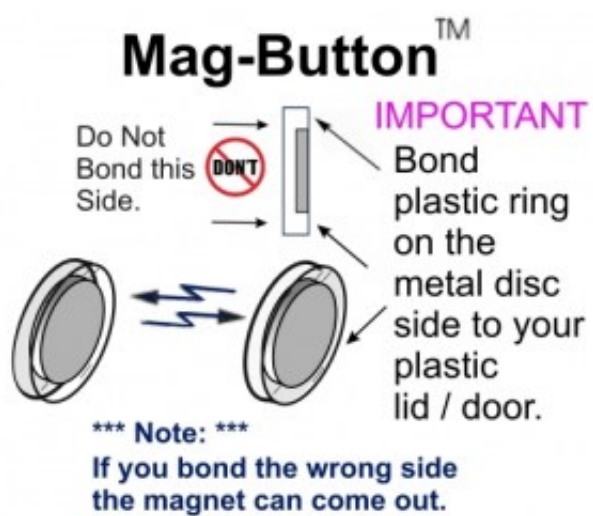 Mag-Button™
Do Not
Bond this
Side.
DON'T
IMPORTANT
Bond
plastic ring
on the
metal disc
side to your
plastic
lid / door.
*** Note: ***
If you bond the wrong side
the magnet can come out.